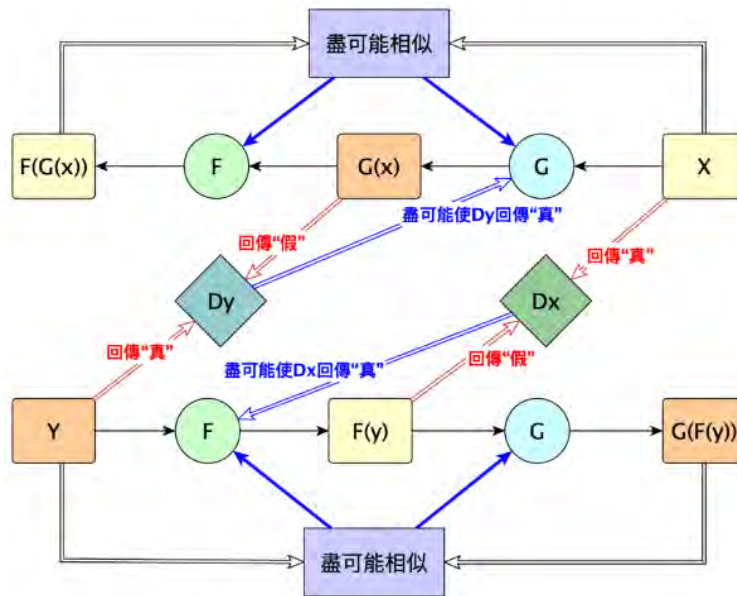 盡可能相似
F(G(x))
F
G(x)
G
X
盡可能使Dy回傳“真”
回傳“假”
回傳“真”
Dy
Dx
回傳“真”
盡可能使Dx回傳“真”
回傳“假”
Y
F
F(y)
G
G(F(y))
盡可能相似